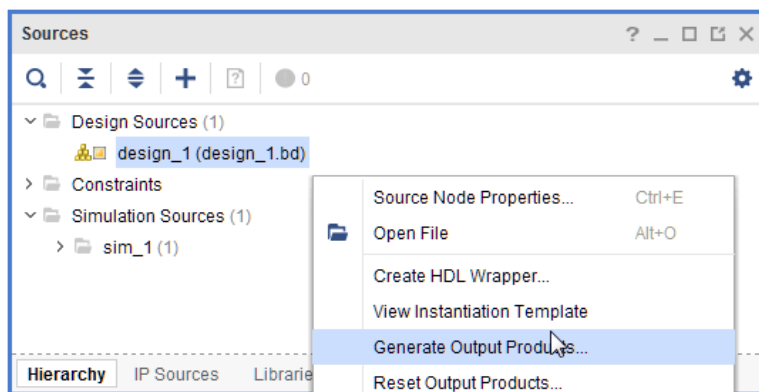 Sources
0
Design Sources (1)
design_1 (design_1.bd)
Constraints
Simulation Sources (1)
sim_1 (1)
Source Node Properties... Ctrl+E
Open File Alt+O
Create HDL Wrapper...
View Instantiation Template
Generate Output Products...
Reset Output Products...
Hierarchy IP Sources Librarie